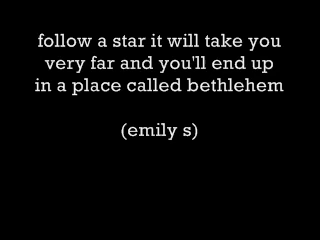 follow a star it will take you
very far and you'll end up
in a place called bethlehem
(emily s)